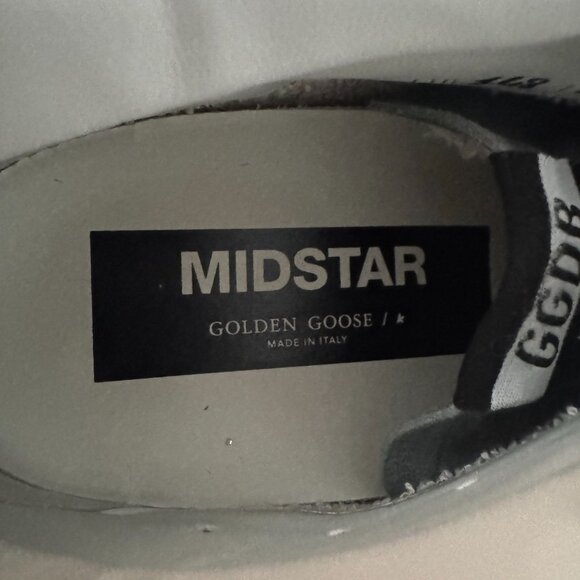 MIDSTAR
GOLDEN GOOSE /
MADE IN ITALY
GGDB